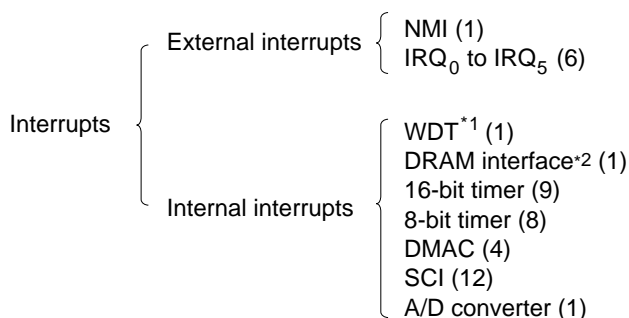 Interrupts
External interrupts
NMI (1)
IRQ0 to IRQ5 (6)
Internal interrupts
WDT*1 (1)
DRAM interface*2 (1)
16-bit timer (9)
8-bit timer (8)
DMAC (4)
SCI (12)
A/D converter (1)